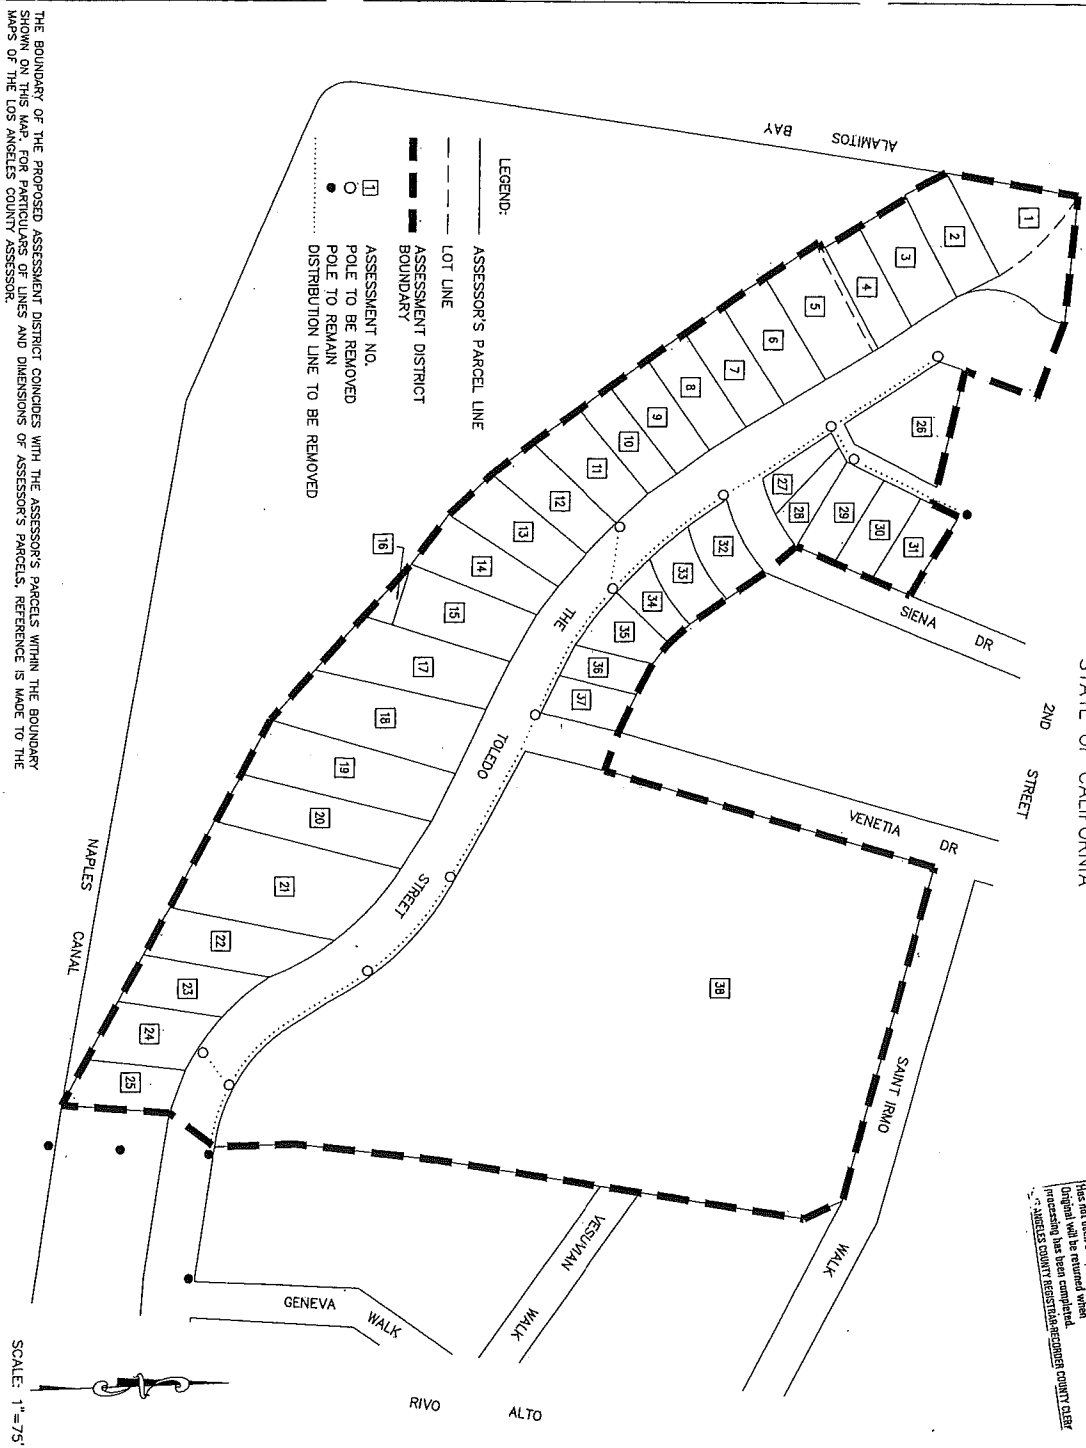 STATE OF CALIFORNIA
Original will be returned when
processing has been completed.
ANGELES COUNTY REGISTRAR-RECORDER COUNTY CLERK
ALAMITOS BAY
LEGEND:
ASSESSOR'S PARCEL LINE
LOT LINE
ASSESSMENT DISTRICT
BOUNDARY
1 ASSESSMENT NO.
POLE TO BE REMOVED
POLE TO REMAIN
DISTRIBUTION LINE TO BE REMOVED
1
2
3
4
5
6
7
8
9
10
11
12
13
14
15
16
17
18
19
20
21
22
23
24
25
26
27
28
29
30
31
32
33
34
35
36
37
38
THE TOLEDO STREET
SIENA DR
2ND STREET
VENETIA DR
SAINT IRMO WALK
VESUVIAN WALK
GENEVA WALK
RIVO ALTO
NAPLES CANAL
SCALE: 1"=75'
THE BOUNDARY OF THE PROPOSED ASSESSMENT DISTRICT COINCIDES WITH THE ASSESSOR'S PARCELS WITHIN THE BOUNDARY
SHOWN ON THIS MAP. FOR PARTICULARS OF LINES AND DIMENSIONS OF ASSESSOR'S PARCELS, REFERENCE IS MADE TO THE
MAPS OF THE LOS ANGELES COUNTY ASSESSOR.